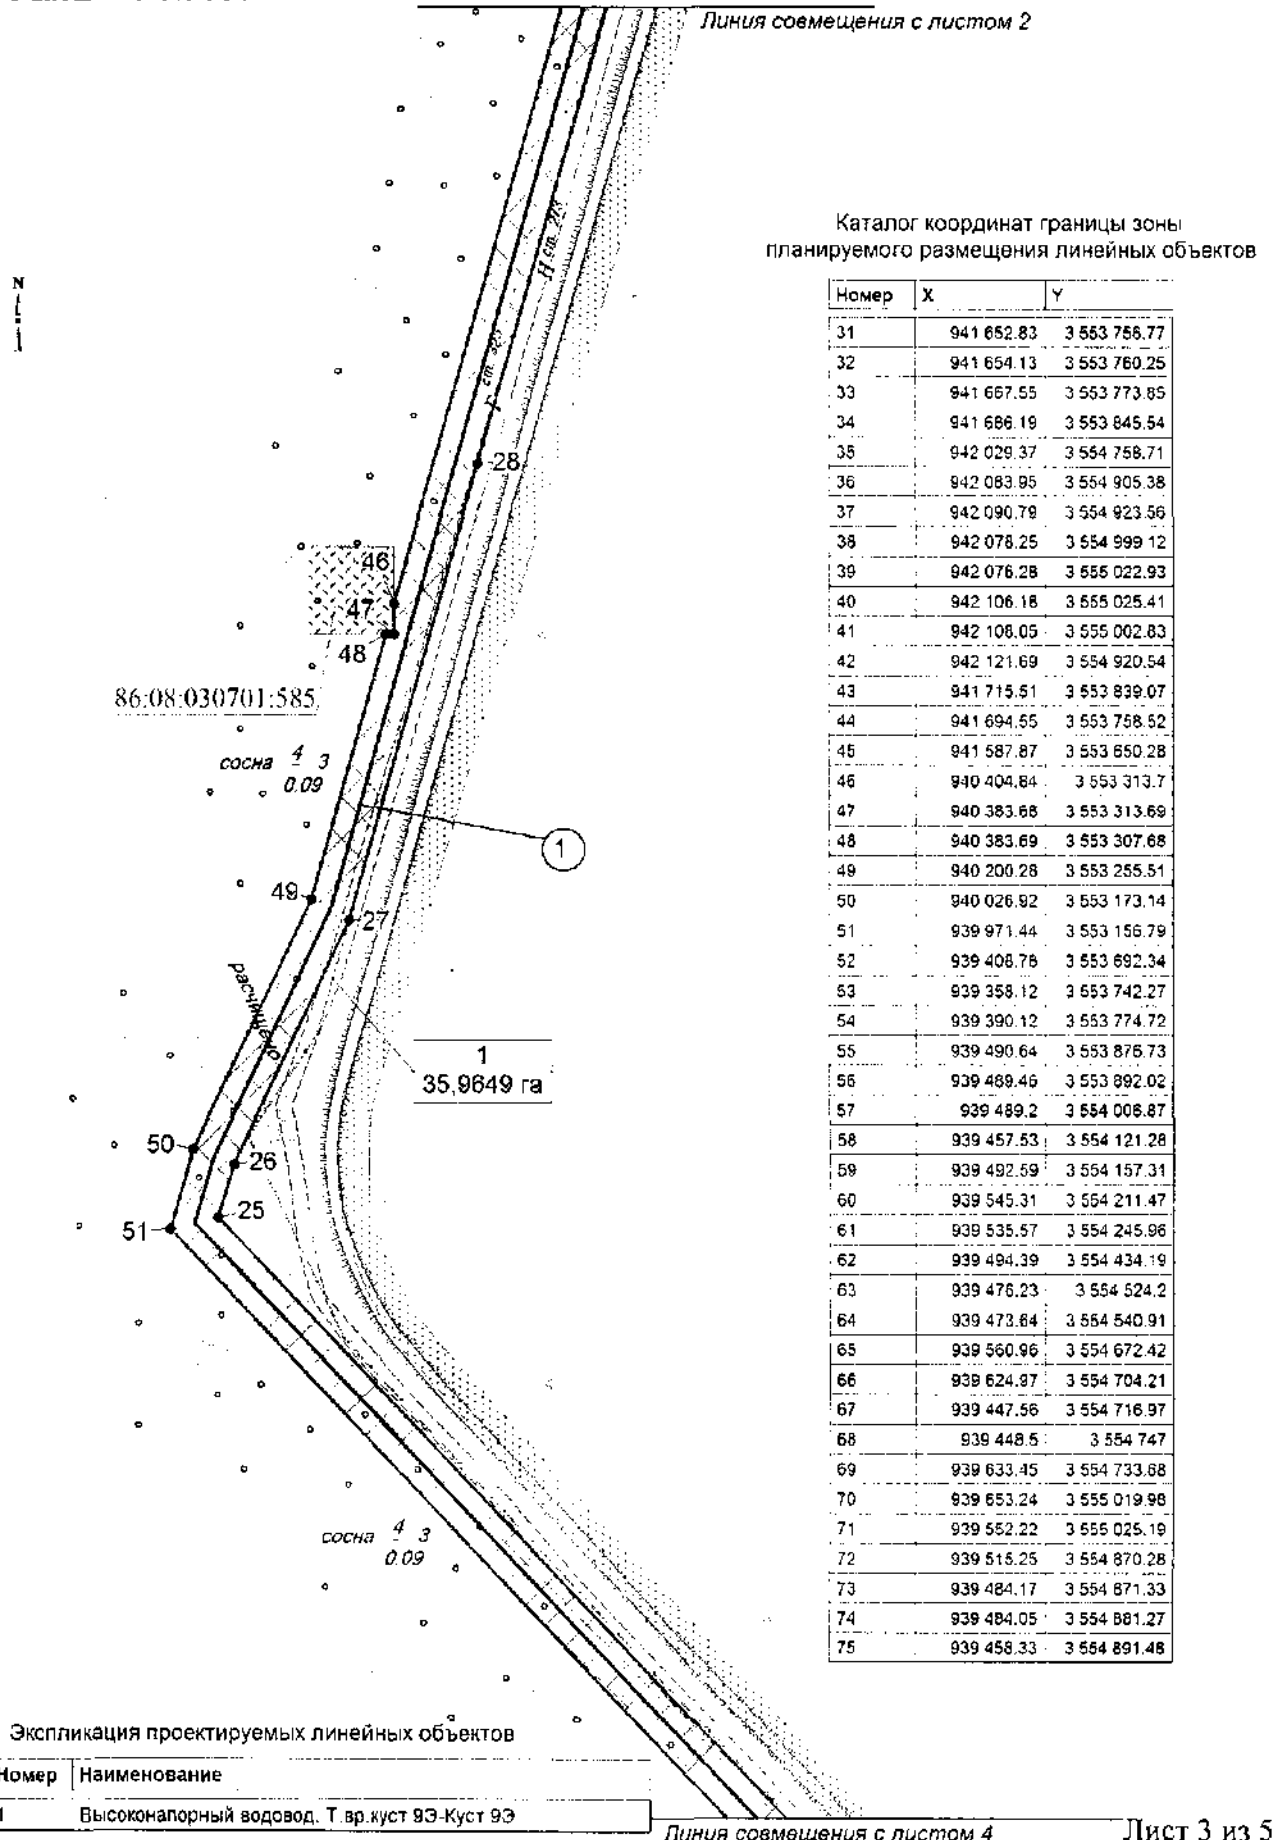 Линия совмещения с листом 2
Каталог координат границы зоны
планируемого размещения линейных объектов
N
Номер X Y
31 941 652.83 3 553 756.77
32 941 654.13 3 553 760.25
33 941 667.55 3 553 773.85
34 941 686.19 3 553 845.54
35 942 029.37 3 554 758.71
36 942 083.95 3 554 905.38
37 942 090.79 3 554 923.56
38 942 078.25 3 554 999.12
39 942 076.28 3 555 022.93
40 942 106.18 3 555 025.41
41 942 108.05 3 555 002.83
42 942 121.69 3 554 920.54
43 941 715.51 3 553 839.07
44 941 694.55 3 553 758.52
45 941 587.87 3 553 650.28
46 940 404.84 3 553 313.7
47 940 383.68 3 553 313.69
48 940 383.69 3 553 307.68
49 940 200.28 3 553 255.51
50 940 026.92 3 553 173.14
51 939 971.44 3 553 156.79
52 939 408.78 3 553 692.34
53 939 358.12 3 553 742.27
54 939 390.12 3 553 774.72
55 939 490.64 3 553 876.73
56 939 489.46 3 553 892.02
57 939 489.2 3 554 006.87
58 939 457.53 3 554 121.28
59 939 492.59 3 554 157.31
60 939 545.31 3 554 211.47
61 939 535.57 3 554 245.96
62 939 494.39 3 554 434.19
63 939 476.23 3 554 524.2
64 939 473.64 3 554 540.91
65 939 560.96 3 554 672.42
66 939 624.97 3 554 704.21
67 939 447.56 3 554 716.97
68 939 448.5 3 554 747
69 939 633.45 3 554 733.68
70 939 653.24 3 555 019.98
71 939 552.22 3 555 025.19
72 939 515.25 3 554 870.28
73 939 484.17 3 554 871.33
74 939 484.05 3 554 881.27
75 939 458.33 3 554 891.48
Н ст. 273
Г ст. 325
28
46
47
48
86:08:030701:585
сосна 4 3
0.09
1
49
27
расчищено
1
35,9649 га
50
26
25
51
сосна 4 3
0.09
Экспликация проектируемых линейных объектов
Номер Наименование
1 Высоконапорный водовод. Т.вр.куст 9Э-Куст 9Э
Линия совмещения с листом 4
Лист 3 из 5